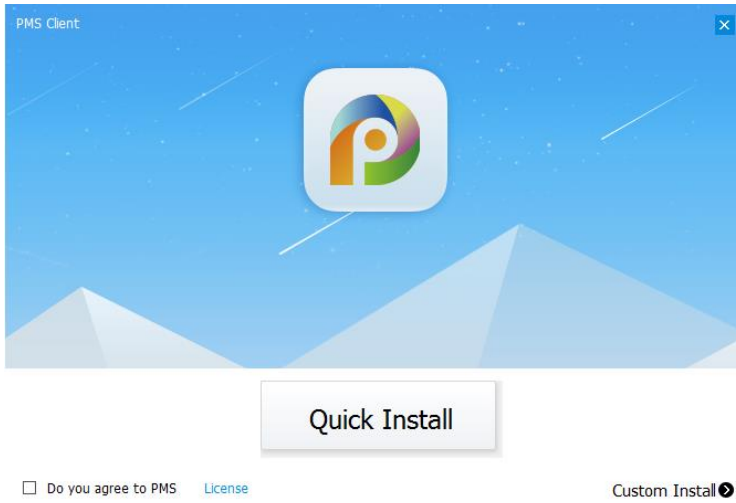 PMS Client
Quick Install
Do you agree to PMS License
Custom Install